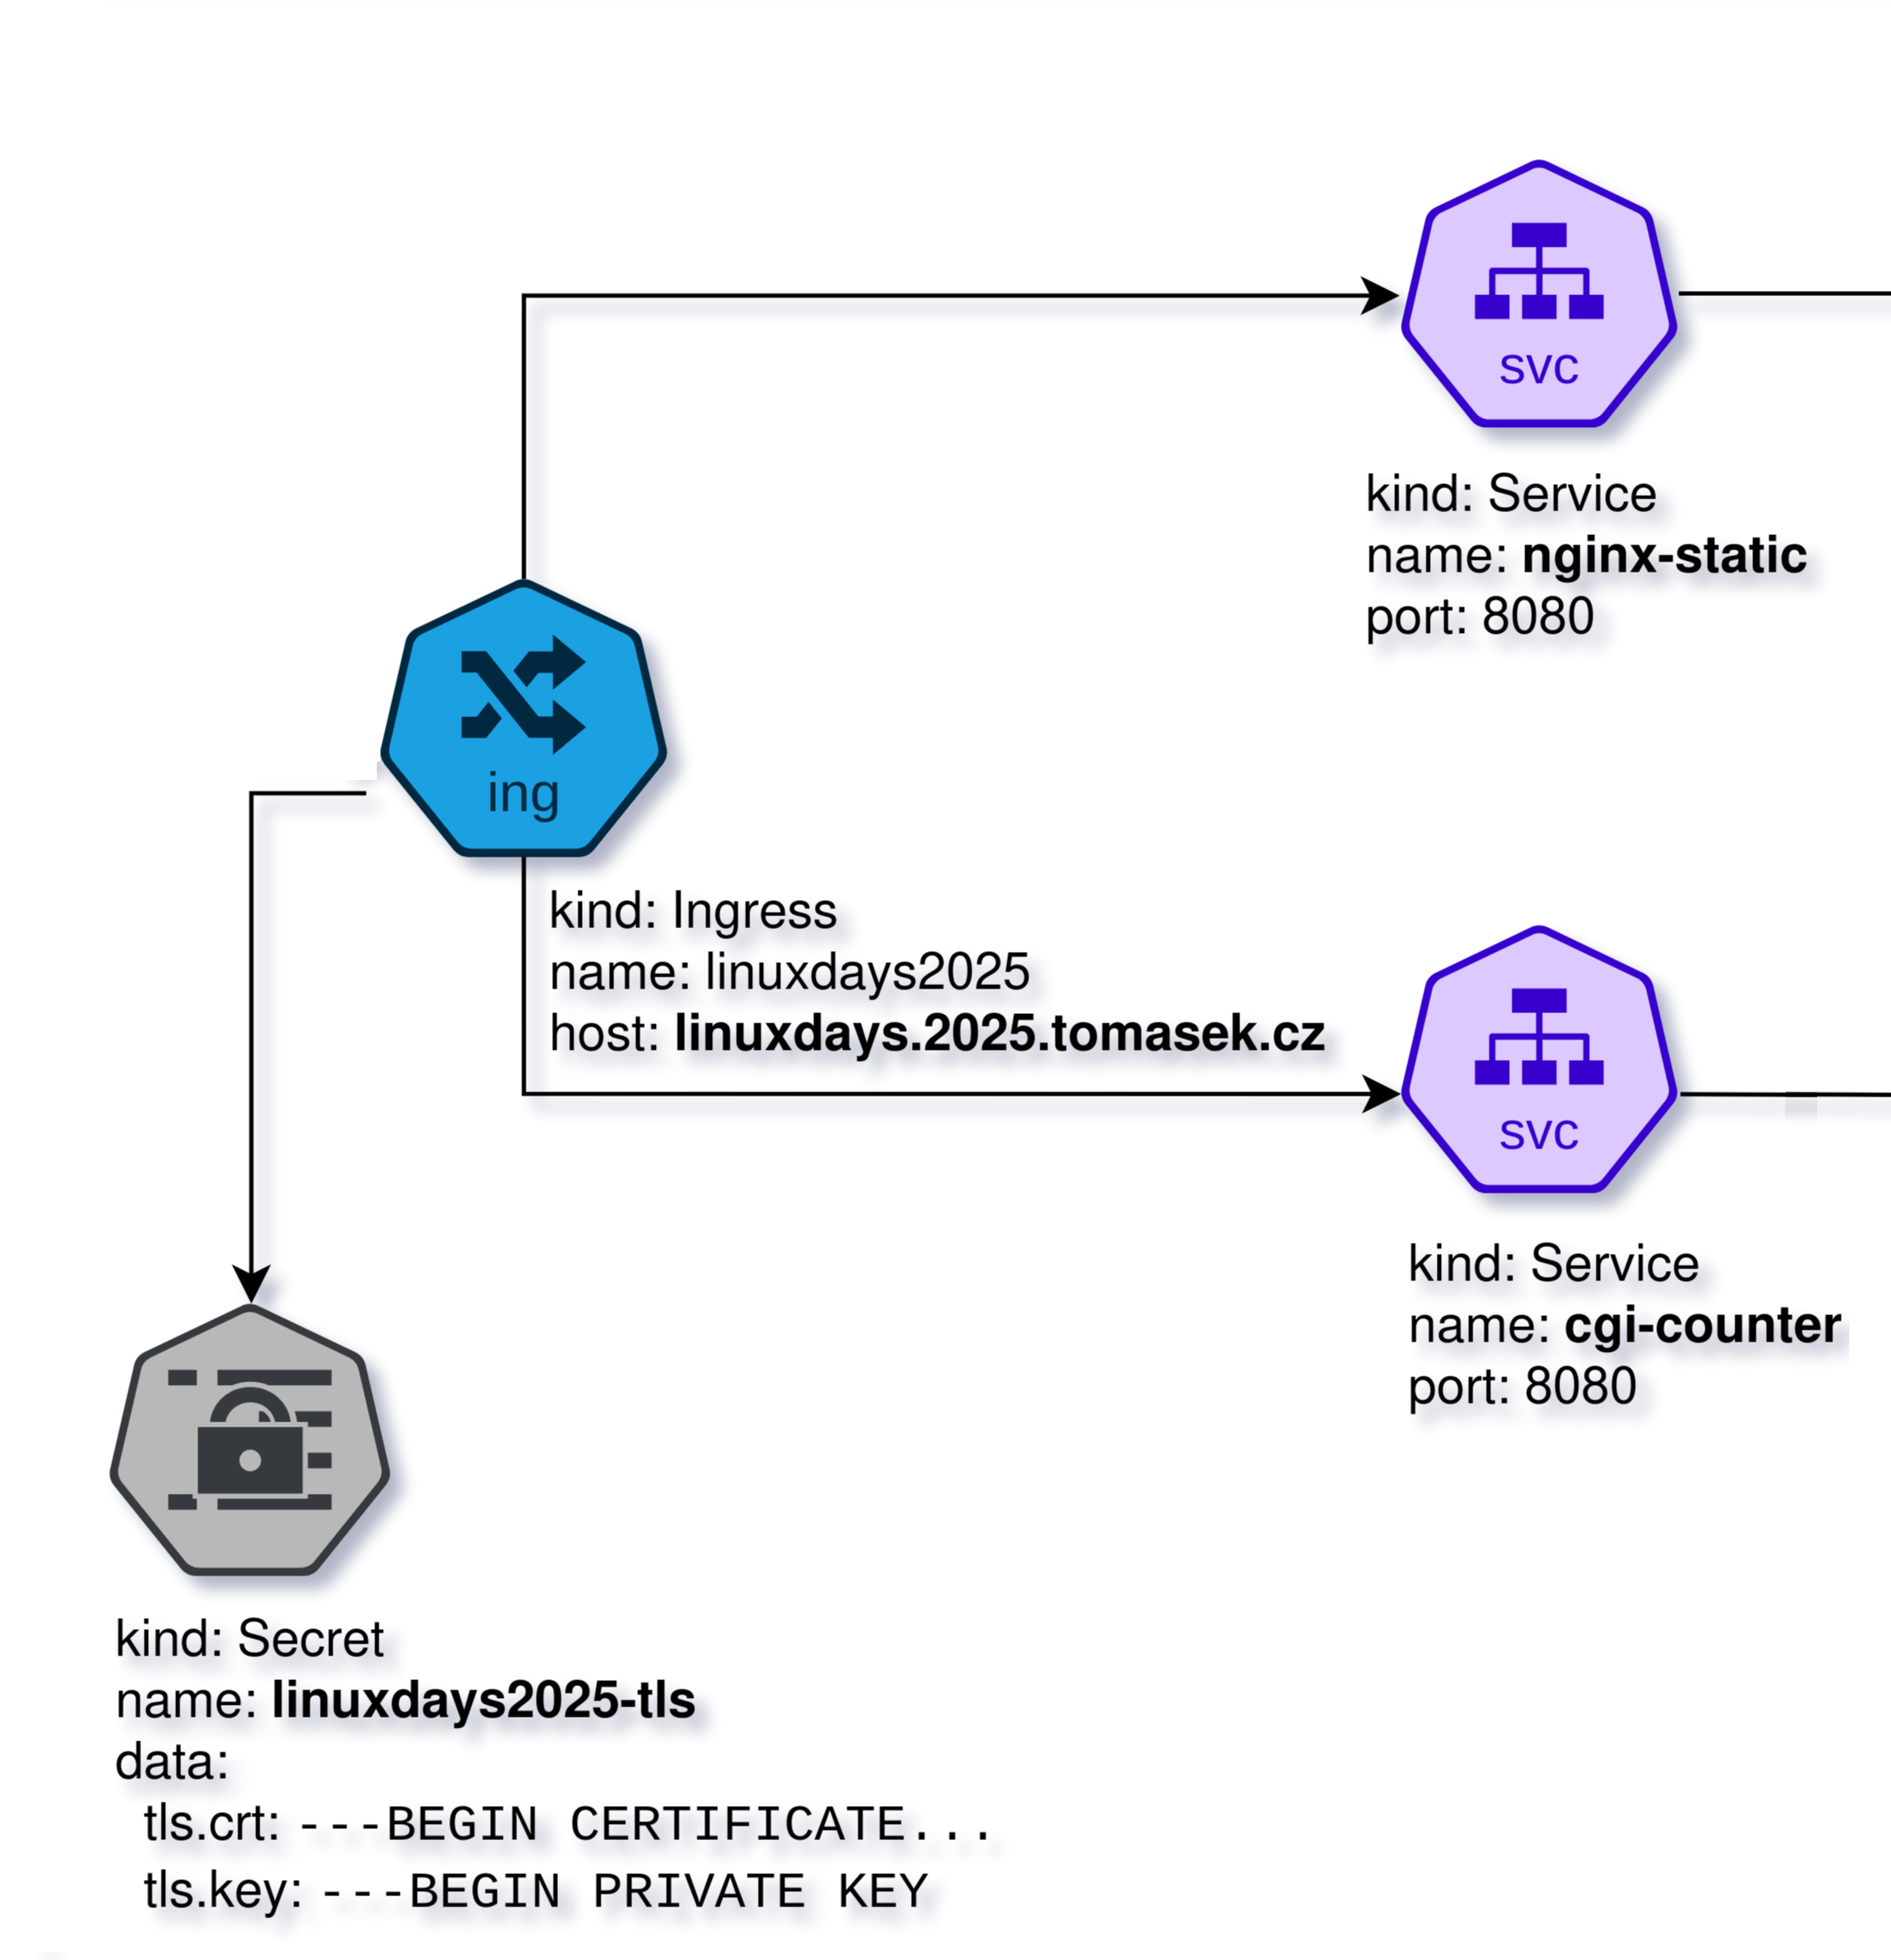 svc
kind: Service
name: nginx-static
port: 8080
ing
kind: Ingress
name: linuxdays2025
host: linuxdays.2025.tomasek.cz
svc
kind: Service
name: cgi-counter
port: 8080
kind: Secret
name: linuxdays2025-tls
data:
tls.crt: ---BEGIN CERTIFICATE...
tls.key: ---BEGIN PRIVATE KEY